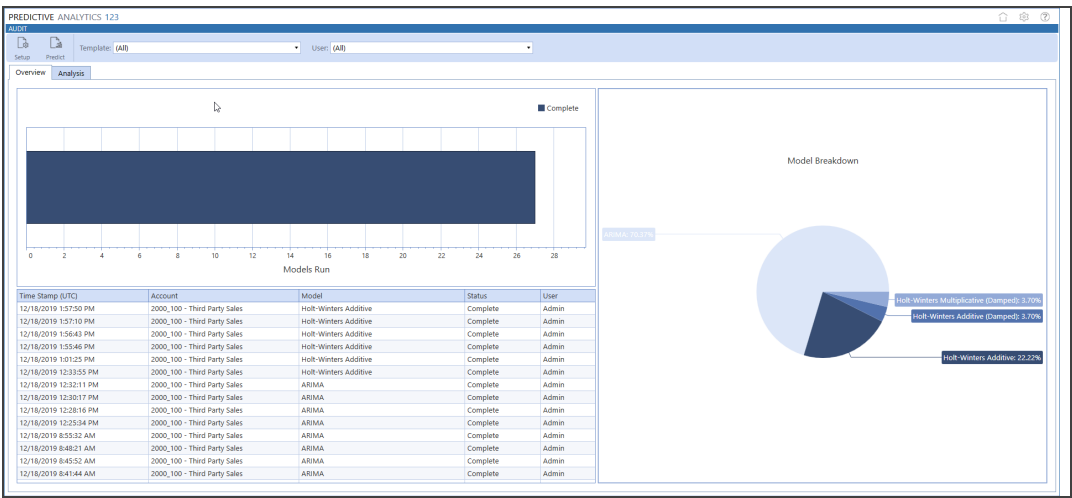 PREDICTIVE ANALYTICS 123
AUDIT
Setup
Predict
Template: (All)
User: (All)
Overview
Analysis
Complete
0 2 4 6 8 10 12 14 16 18 20 22 24 26 28
Models Run
Time Stamp (UTC) Account Model Status User
12/18/2019 1:57:50 PM 2000_100 - Third Party Sales Holt-Winters Additive Complete Admin
12/18/2019 1:57:10 PM 2000_100 - Third Party Sales Holt-Winters Additive Complete Admin
12/18/2019 1:56:43 PM 2000_100 - Third Party Sales Holt-Winters Additive Complete Admin
12/18/2019 1:55:46 PM 2000_100 - Third Party Sales Holt-Winters Additive Complete Admin
12/18/2019 1:01:25 PM 2000_100 - Third Party Sales Holt-Winters Additive Complete Admin
12/18/2019 12:33:55 PM 2000_100 - Third Party Sales Holt-Winters Additive Complete Admin
12/18/2019 12:32:11 PM 2000_100 - Third Party Sales ARIMA Complete Admin
12/18/2019 12:30:17 PM 2000_100 - Third Party Sales ARIMA Complete Admin
12/18/2019 12:28:16 PM 2000_100 - Third Party Sales ARIMA Complete Admin
12/18/2019 12:25:34 PM 2000_100 - Third Party Sales ARIMA Complete Admin
12/18/2019 8:55:32 AM 2000_100 - Third Party Sales ARIMA Complete Admin
12/18/2019 8:48:21 AM 2000_100 - Third Party Sales ARIMA Complete Admin
12/18/2019 8:45:52 AM 2000_100 - Third Party Sales ARIMA Complete Admin
12/18/2019 8:41:44 AM 2000_100 - Third Party Sales ARIMA Complete Admin
Model Breakdown
ARIMA: 70.37%
Holt-Winters Multiplicative (Damped): 3.70%
Holt-Winters Additive (Damped): 3.70%
Holt-Winters Additive: 22.22%